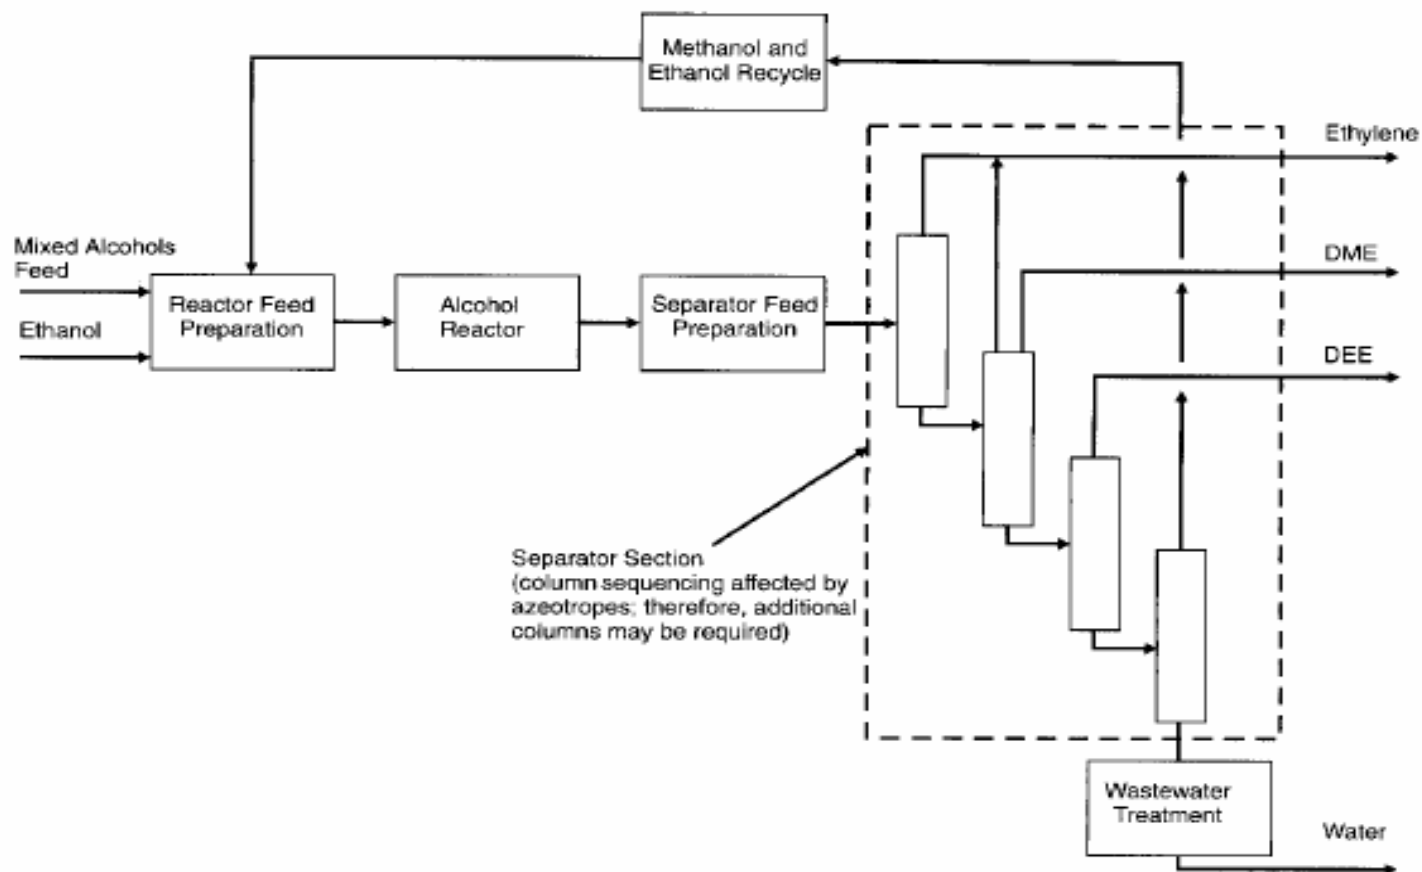 Methanol and
Ethanol Recycle
Ethylene
Mixed Alcohols
Feed
DME
Reactor Feed
Preparation
Alcohol
Reactor
Separator Feed
Preparation
Ethanol
DEE
Separator Section
(column sequencing affected by
azeotropes; therefore, additional
columns may be required)
Wastewater
Treatment
Water